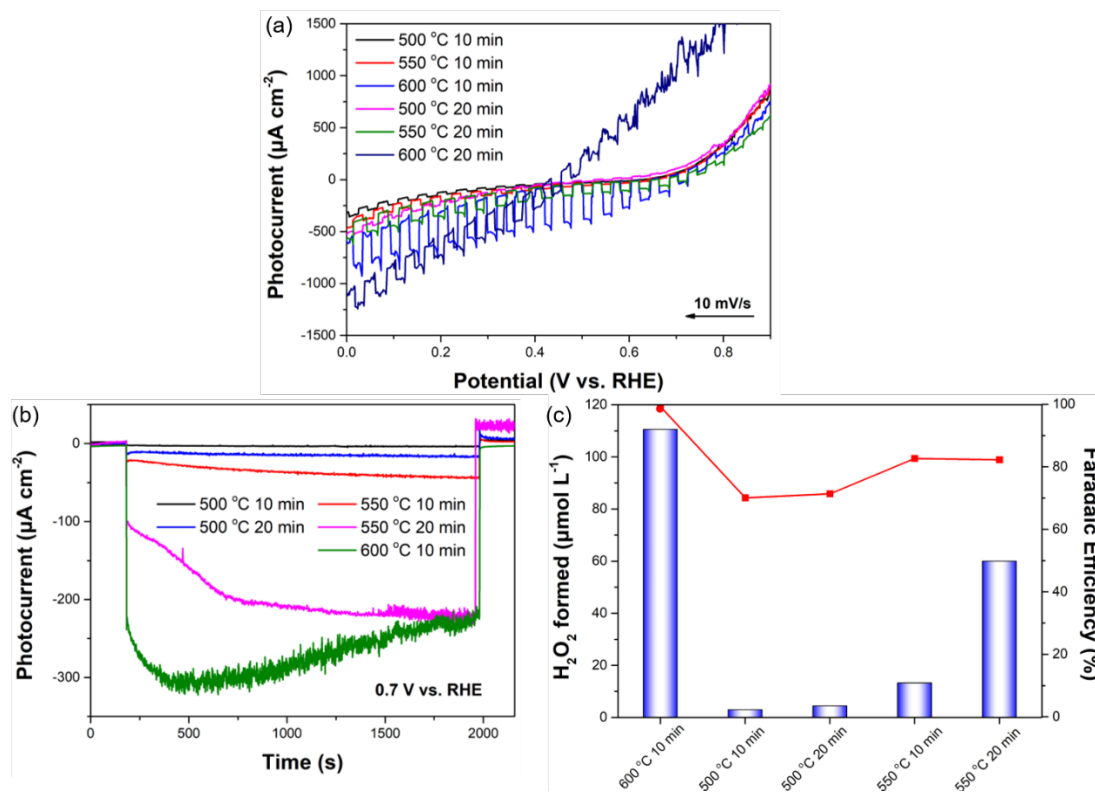 (a)
1500
1000
500
0
-500
-1000
-1500
Photocurrent (µA cm⁻²)
500 °C 10 min
550 °C 10 min
600 °C 10 min
500 °C 20 min
550 °C 20 min
600 °C 20 min
10 mV/s
0.0 0.2 0.4 0.6 0.8
Potential (V vs. RHE)
(b)
0
-100
-200
-300
Photocurrent (µA cm⁻²)
500 °C 10 min 550 °C 10 min
500 °C 20 min 550 °C 20 min
600 °C 10 min
0.7 V vs. RHE
0 500 1000 1500 2000
Time (s)
(c)
120
100
80
60
40
20
0
H₂O₂ formed (µmol L⁻¹)
100
80
60
40
20
0
Faradaic Efficiency (%)
600 °C 10 min
500 °C 10 min
500 °C 20 min
550 °C 10 min
550 °C 20 min